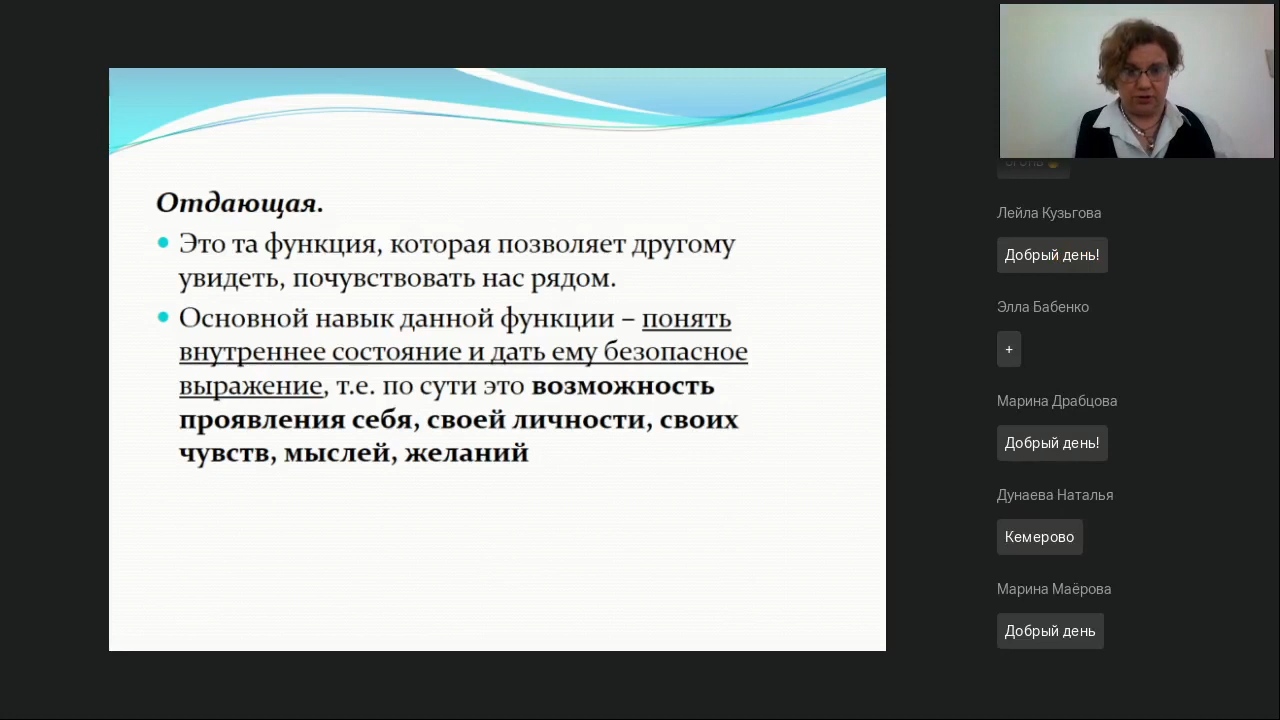 Отдающая.
Это та функция, которая позволяет другому
увидеть, почувствовать нас рядом.
Основной навык данной функции – понять
внутреннее состояние и дать ему безопасное
выражение, т.е. по сути это возможность
проявления себя, своей личности, своих
чувств, мыслей, желаний
Лейла Кузьгова
Добрый день!
Элла Бабенко
+
Марина Драбцова
Добрый день!
Дунаева Наталья
Кемерово
Марина Маёрова
Добрый день